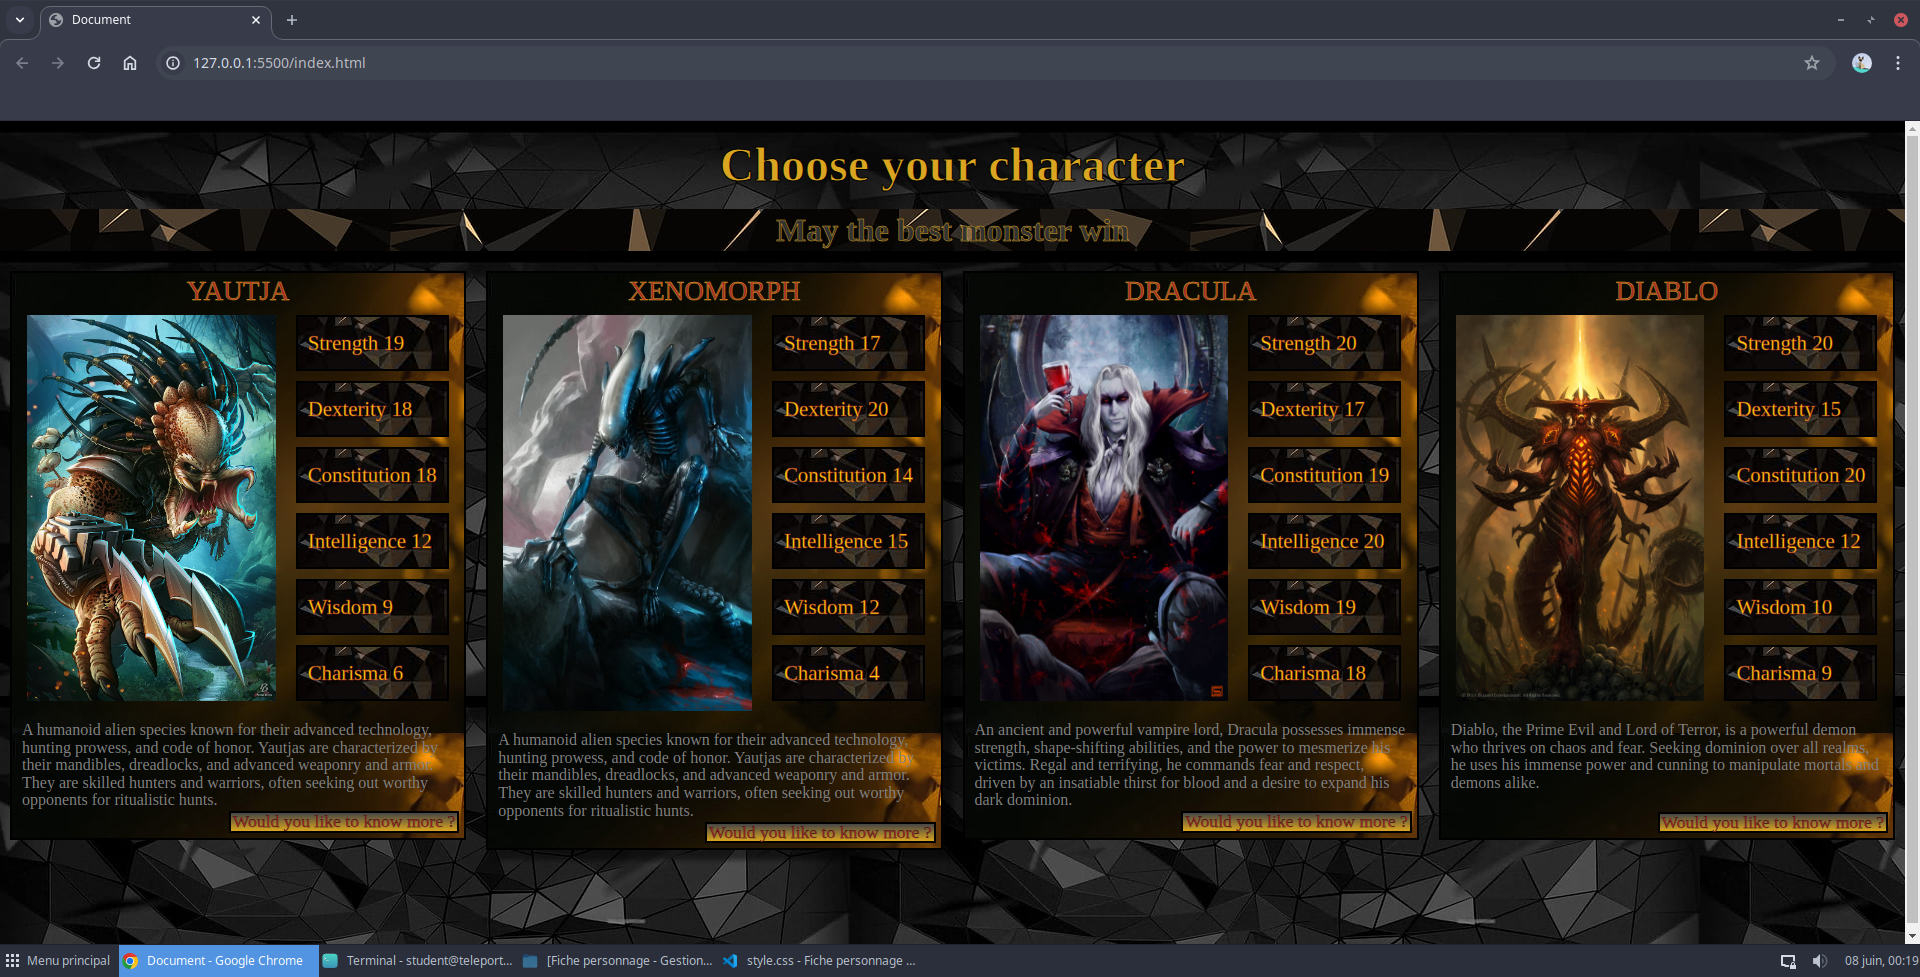 Document
127.0.0.1:5500/index.html
Choose your character
May the best monster win
YAUTJA
Strength 19
Dexterity 18
Constitution 18
Intelligence 12
Wisdom 9
Charisma 6
A humanoid alien species known for their advanced technology,
hunting prowess, and code of honor. Yautjas are characterized by
their mandibles, dreadlocks, and advanced weaponry and armor.
They are skilled hunters and warriors, often seeking out worthy
opponents for ritualistic hunts.
Would you like to know more ?
XENOMORPH
Strength 17
Dexterity 20
Constitution 14
Intelligence 15
Wisdom 12
Charisma 4
A humanoid alien species known for their advanced technology,
hunting prowess, and code of honor. Yautjas are characterized by
their mandibles, dreadlocks, and advanced weaponry and armor.
They are skilled hunters and warriors, often seeking out worthy
opponents for ritualistic hunts.
Would you like to know more ?
DRACULA
Strength 20
Dexterity 17
Constitution 19
Intelligence 20
Wisdom 19
Charisma 18
An ancient and powerful vampire lord, Dracula possesses immense
strength, shape-shifting abilities, and the power to mesmerize his
victims. Regal and terrifying, he commands fear and respect,
driven by an insatiable thirst for blood and a desire to expand his
dark dominion.
Would you like to know more ?
DIABLO
Strength 20
Dexterity 15
Constitution 20
Intelligence 12
Wisdom 10
Charisma 9
Diablo, the Prime Evil and Lord of Terror, is a powerful demon
who thrives on chaos and fear. Seeking dominion over all realms,
he uses his immense power and cunning to manipulate mortals and
demons alike.
Would you like to know more ?
Menu principal
Document - Google Chrome
Terminal - student@teleport...
[Fiche personnage - Gestion...
style.css - Fiche personnage ...
08 juin, 00:19